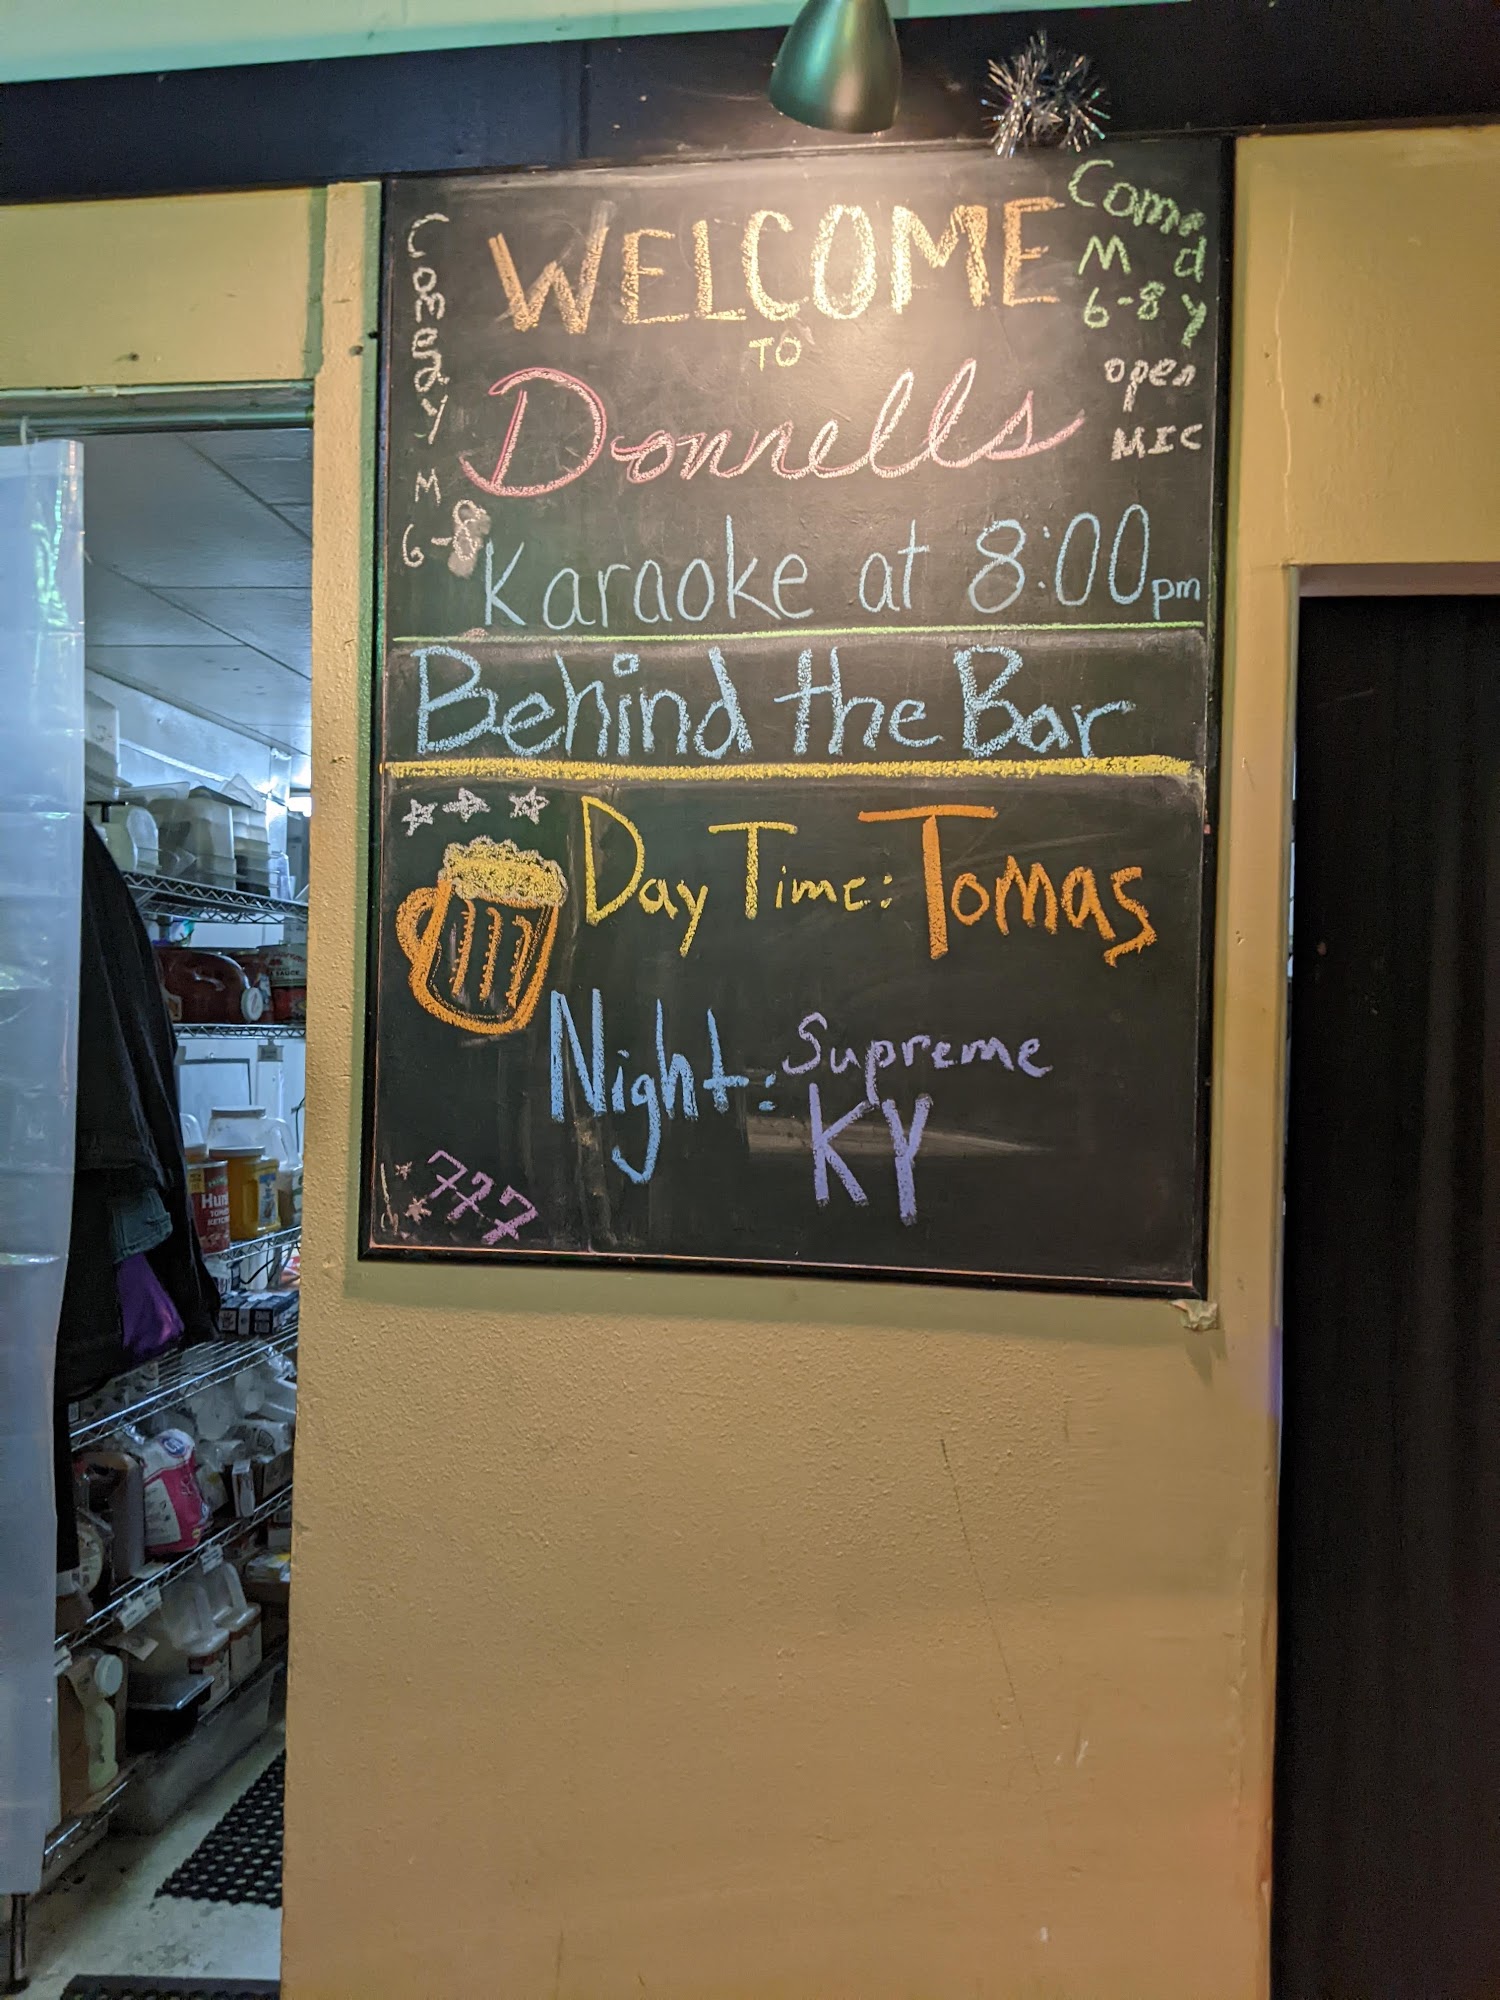 WELCOME
TO
Donnells
Karaoke at 8:00pm
Comedy
M
6-8
Comedy
M
6-8
open
MIC
Behind the Bar
Day Time: Tomas
Night: Supreme
KY
777